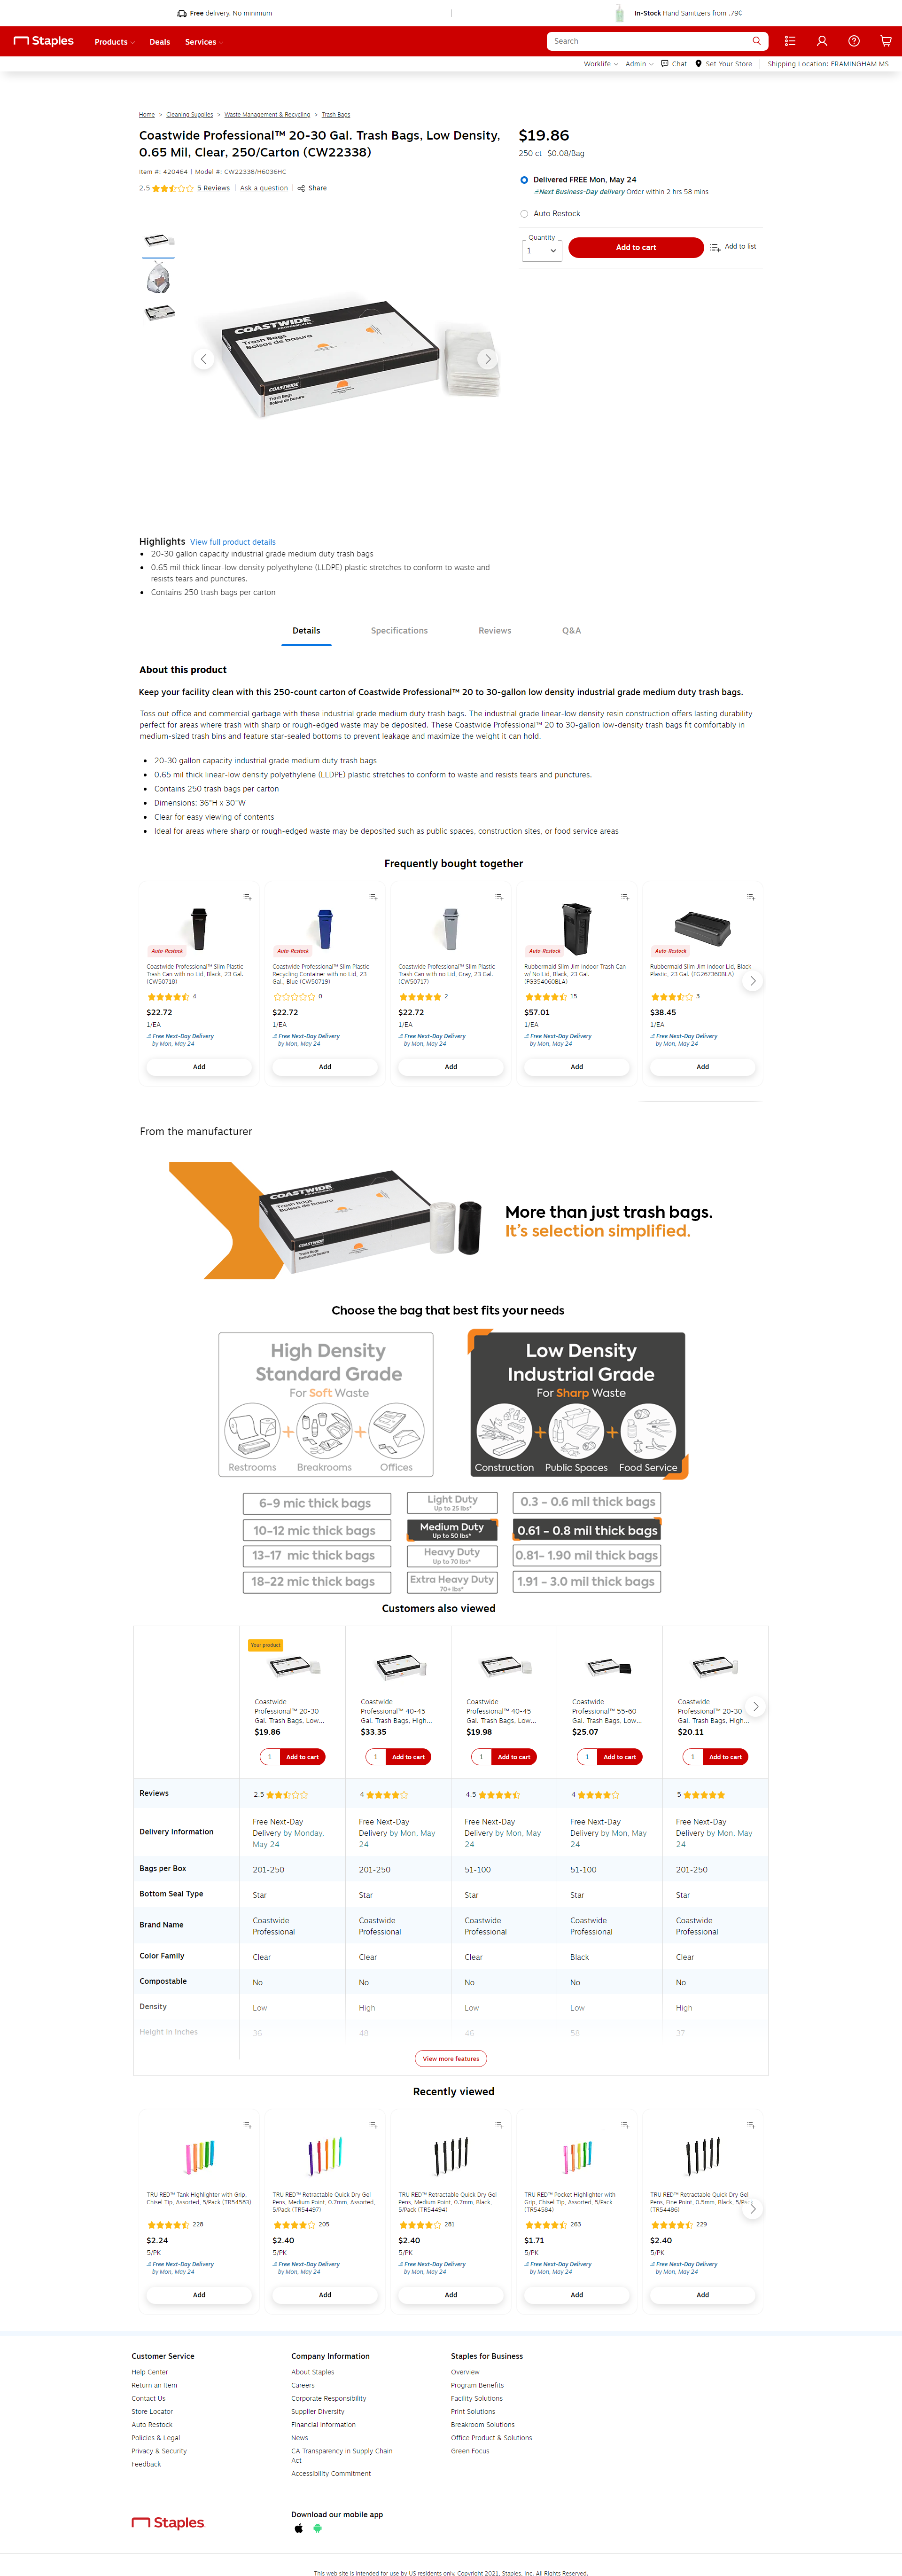 Free delivery. No minimum
In-Stock Hand Sanitizers from .79¢
Staples
Products
Deals
Services
Search
Worklife
Admin
Chat
Set Your Store
Shipping Location: FRAMINGHAM MS
Home > Cleaning Supplies > Waste Management & Recycling > Trash Bags
Coastwide Professional™ 20-30 Gal. Trash Bags, Low Density,
0.65 Mil, Clear, 250/Carton (CW22338)
Item #: 420464 | Model #: CW22338/H6036HC
2.5 5 Reviews | Ask a question | Share
$19.86
250 ct $0.08/Bag
Delivered FREE Mon, May 24
Next Business-Day delivery Order within 2 hrs 58 mins
Auto Restock
Quantity
1
Add to cart
Add to list
COASTWIDE
PROFESSIONAL
Trash Bags
Bolsas de basura
COASTWIDE
Trash Bags
Bolsas de basura
Highlights View full product details
• 20-30 gallon capacity industrial grade medium duty trash bags
• 0.65 mil thick linear-low density polyethylene (LLDPE) plastic stretches to conform to waste and
resists tears and punctures.
• Contains 250 trash bags per carton
Details
Specifications
Reviews
Q&A
About this product
Keep your facility clean with this 250-count carton of Coastwide Professional™ 20 to 30-gallon low density industrial grade medium duty trash bags.
Toss out office and commercial garbage with these industrial grade medium duty trash bags. The industrial grade linear-low density resin construction offers lasting durability
perfect for areas where trash with sharp or rough-edged waste may be deposited. These Coastwide Professional™ 20 to 30-gallon low-density trash bags fit comfortably in
medium-sized trash bins and feature star-sealed bottoms to prevent leakage and maximize the weight it can hold.
• 20-30 gallon capacity industrial grade medium duty trash bags
• 0.65 mil thick linear-low density polyethylene (LLDPE) plastic stretches to conform to waste and resists tears and punctures.
• Contains 250 trash bags per carton
• Dimensions: 36"H x 30"W
• Clear for easy viewing of contents
• Ideal for areas where sharp or rough-edged waste may be deposited such as public spaces, construction sites, or food service areas
Frequently bought together
Auto-Restock
Coastwide Professional™ Slim Plastic
Trash Can with no Lid, Black, 23 Gal.
(CW50718)
4
$22.72
1/EA
Free Next-Day Delivery
by Mon, May 24
Add
Auto-Restock
Coastwide Professional™ Slim Plastic
Recycling Container with no Lid, 23
Gal., Blue (CW50719)
0
$22.72
1/EA
Free Next-Day Delivery
by Mon, May 24
Add
Coastwide Professional™ Slim Plastic
Trash Can with no Lid, Gray, 23 Gal.
(CW50717)
2
$22.72
1/EA
Free Next-Day Delivery
by Mon, May 24
Add
Auto-Restock
Rubbermaid Slim Jim Indoor Trash Can
w/ No Lid, Black, 23 Gal.
(FG354060BLA)
15
$57.01
1/EA
Free Next-Day Delivery
by Mon, May 24
Add
Auto-Restock
Rubbermaid Slim Jim Indoor Lid, Black
Plastic, 23 Gal. (FG267360BLA)
3
$38.45
1/EA
Free Next-Day Delivery
by Mon, May 24
Add
From the manufacturer
COASTWIDE
PROFESSIONAL
Trash Bags
Bolsas de basura
Trash Bags
Bolsas de basura
More than just trash bags.
It's selection simplified.
Choose the bag that best fits your needs
High Density
Standard Grade
For Soft Waste
Restrooms
Breakrooms
Offices
Low Density
Industrial Grade
For Sharp Waste
Construction
Public Spaces
Food Service
6-9 mic thick bags
Light Duty
Up to 25 lbs*
0.3 - 0.6 mil thick bags
10-12 mic thick bags
Medium Duty
Up to 50 lbs*
0.61 - 0.8 mil thick bags
13-17 mic thick bags
Heavy Duty
Up to 70 lbs*
0.81- 1.90 mil thick bags
18-22 mic thick bags
Extra Heavy Duty
70+ lbs*
1.91 - 3.0 mil thick bags
Customers also viewed
Your product
Coastwide
Professional™ 20-30
Gal. Trash Bags, Low...
$19.86
1 Add to cart
Coastwide
Professional™ 40-45
Gal. Trash Bags, High...
$33.35
1 Add to cart
Coastwide
Professional™ 40-45
Gal. Trash Bags, Low...
$19.98
1 Add to cart
Coastwide
Professional™ 55-60
Gal. Trash Bags, Low...
$25.07
1 Add to cart
Coastwide
Professional™ 20-30
Gal. Trash Bags, High...
$20.11
1 Add to cart
Reviews 2.5 4 4.5 4 5
Delivery Information
Free Next-Day
Delivery by Monday,
May 24
Free Next-Day
Delivery by Mon, May
24
Free Next-Day
Delivery by Mon, May
24
Free Next-Day
Delivery by Mon, May
24
Free Next-Day
Delivery by Mon, May
24
Bags per Box 201-250 201-250 51-100 51-100 201-250
Bottom Seal Type Star Star Star Star Star
Brand Name
Coastwide
Professional
Coastwide
Professional
Coastwide
Professional
Coastwide
Professional
Coastwide
Professional
Color Family Clear Clear Clear Black Clear
Compostable No No No No No
Density Low High Low Low High
Height in Inches 36 48 46 58 37
View more features
Recently viewed
TRU RED™ Tank Highlighter with Grip,
Chisel Tip, Assorted, 5/Pack (TR54583)
228
$2.24
5/PK
Free Next-Day Delivery
by Mon, May 24
Add
TRU RED™ Retractable Quick Dry Gel
Pens, Medium Point, 0.7mm, Assorted,
5/Pack (TR54497)
205
$2.40
5/PK
Free Next-Day Delivery
by Mon, May 24
Add
TRU RED™ Retractable Quick Dry Gel
Pens, Medium Point, 0.7mm, Black,
5/Pack (TR54494)
281
$2.40
5/PK
Free Next-Day Delivery
by Mon, May 24
Add
TRU RED™ Pocket Highlighter with
Grip, Chisel Tip, Assorted, 5/Pack
(TR54584)
263
$1.71
5/PK
Free Next-Day Delivery
by Mon, May 24
Add
TRU RED™ Retractable Quick Dry Gel
Pens, Fine Point, 0.5mm, Black, 5/Pack
(TR54486)
229
$2.40
5/PK
Free Next-Day Delivery
by Mon, May 24
Add
Customer Service
Help Center
Return an Item
Contact Us
Store Locator
Auto Restock
Policies & Legal
Privacy & Security
Feedback
Company Information
About Staples
Careers
Corporate Responsibility
Supplier Diversity
Financial Information
News
CA Transparency in Supply Chain
Act
Accessibility Commitment
Staples for Business
Overview
Program Benefits
Facility Solutions
Print Solutions
Breakroom Solutions
Office Product & Solutions
Green Focus
Staples
Download our mobile app
This web site is intended for use by US residents only. Copyright 2021, Staples, Inc. All Rights Reserved.